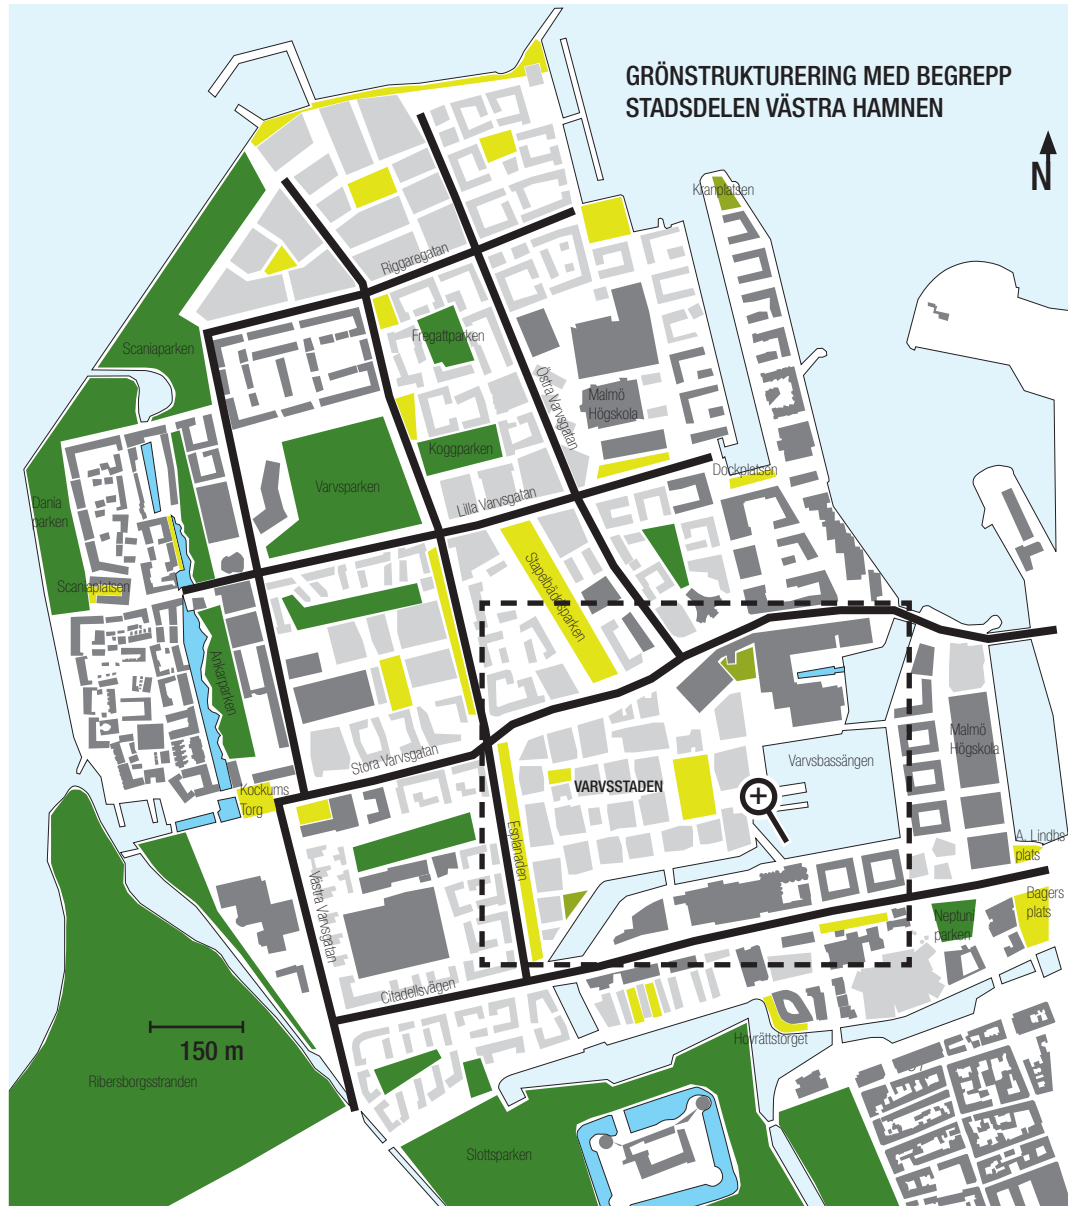 GRÖNSTRUKTURERING MED BEGREPP
STADSDELEN VÄSTRA HAMNEN
N
Kranplatsen
Riggaregatan
Scaniaparken
Fregattparken
Östra Varvsgatan
Malmö
Högskola
Koggparken
Varvsparken
Lilla Varvsgatan
Dockplatsen
Dania
parken
Stapelbäddsparken
Scaniaplatsen
Ankarparken
Stora Varvsgatan
Malmö
Högskola
Varvsbassängen
VARVSSTADEN
Kockums
Torg
Esplanaden
A. Lindhs
plats
Västra Varvsgatan
Bagers
plats
Neptuni
parken
Citadellsvägen
150 m
Hovrättstorget
Ribersborgsstranden
Slottsparken